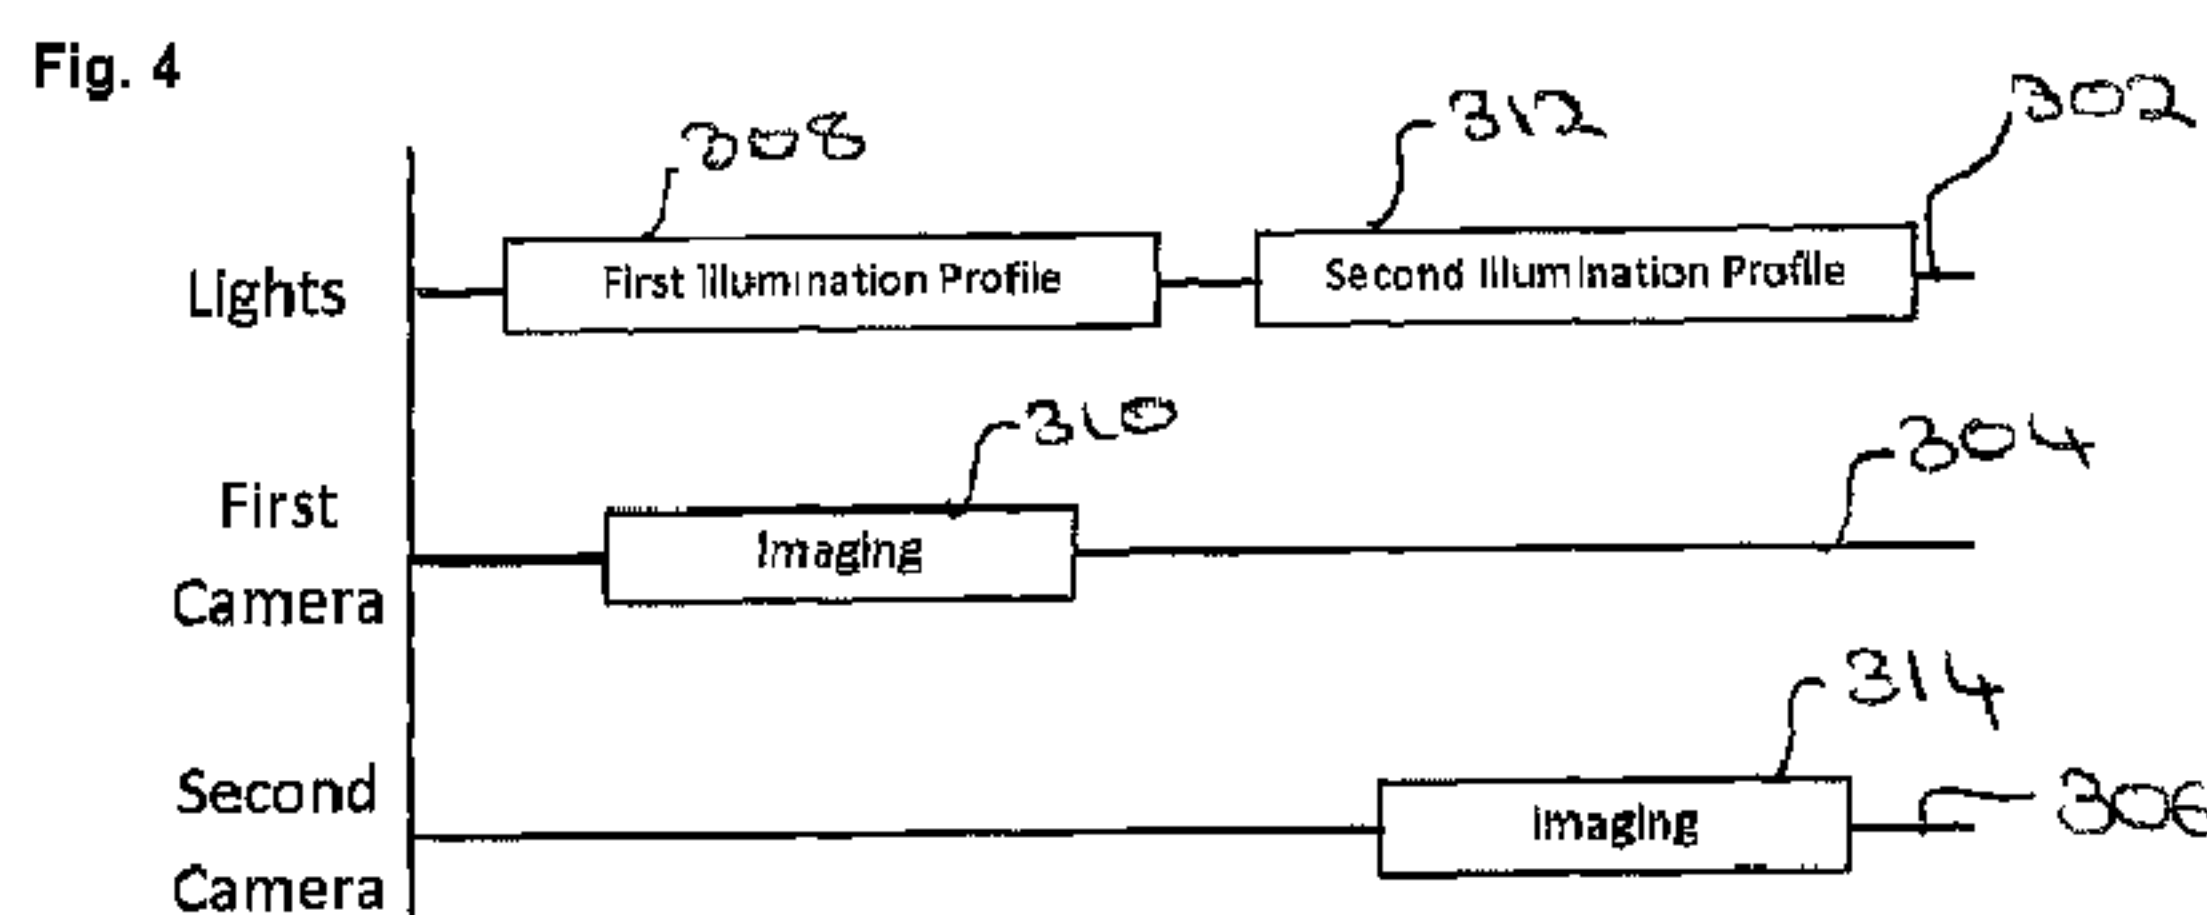 Fig. 4
308
312
302
Lights
First Illumination Profile
Second Illumination Profile
310
304
First
Camera
Imaging
314
Second
Camera
Imaging
306